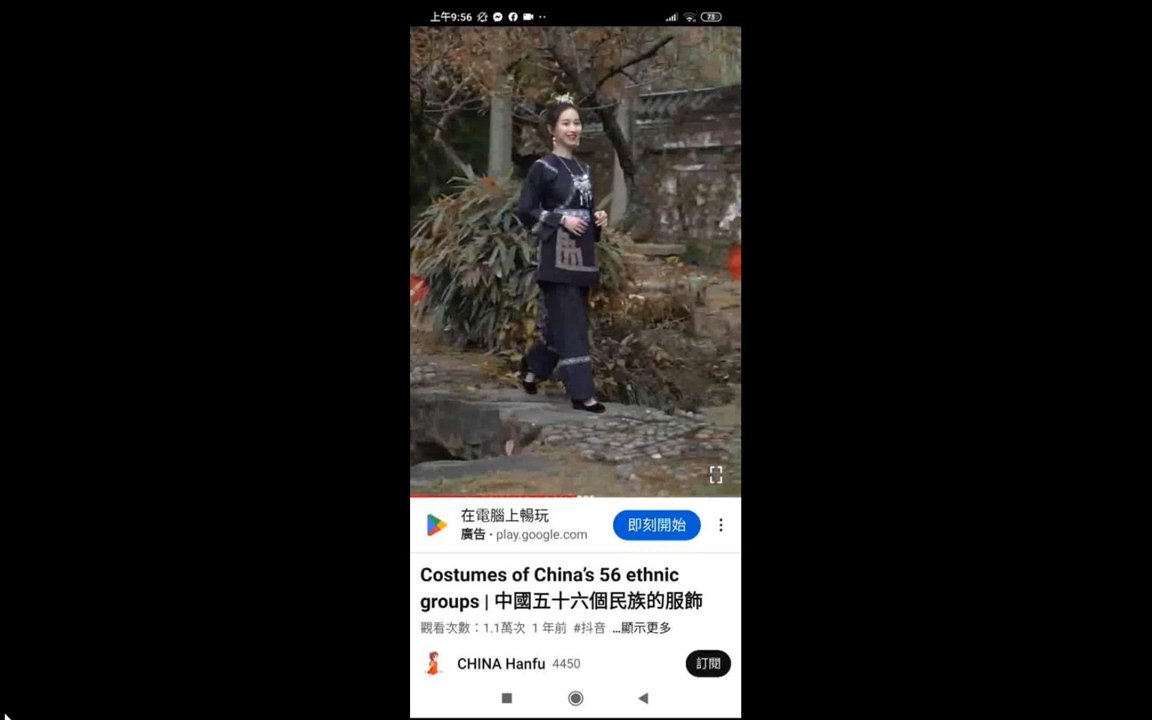 上午9:56
73
在電腦上暢玩
廣告 · play.google.com
即刻開始
Costumes of China’s 56 ethnic
groups | 中國五十六個民族的服飾
觀看次數：1.1萬次 1 年前 #抖音 ...顯示更多
CHINA Hanfu 4450
訂閱